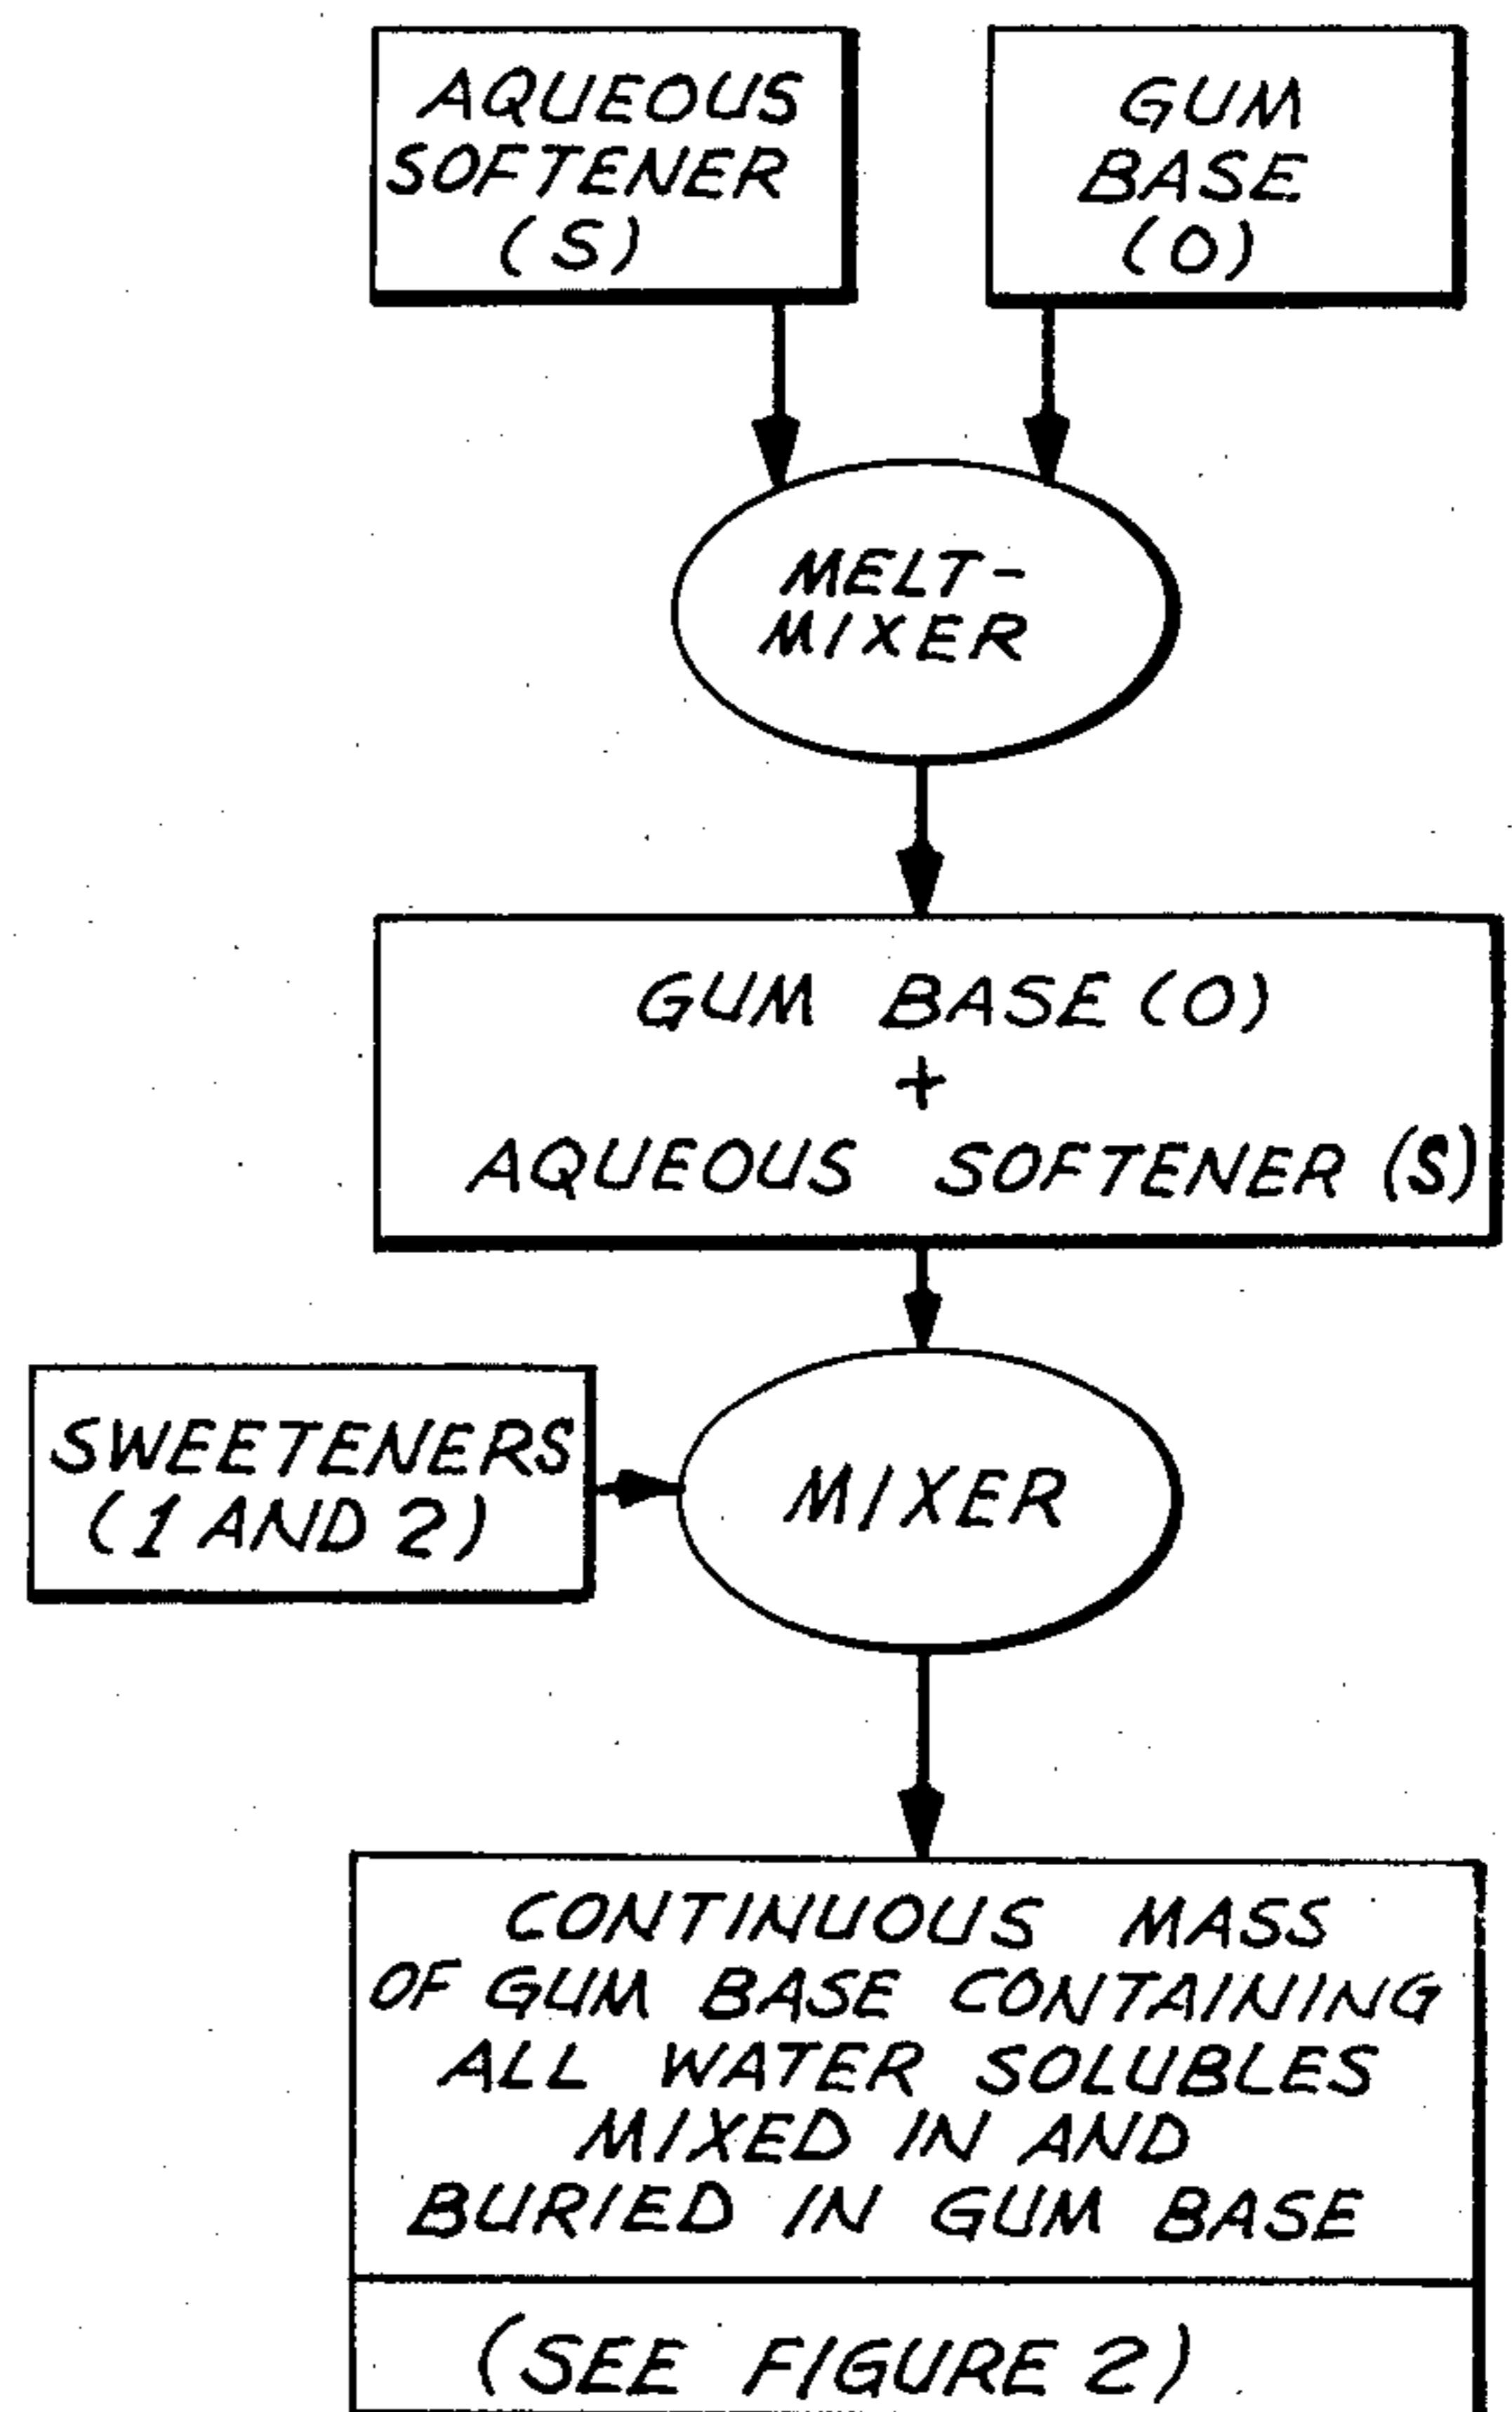 AQUEOUS
SOFTENER
(S)
GUM
BASE
(O)
MELT-
MIXER
GUM BASE (O)
+
AQUEOUS SOFTENER (S)
SWEETENERS
(1 AND 2)
MIXER
CONTINUOUS MASS
OF GUM BASE CONTAINING
ALL WATER SOLUBLES
MIXED IN AND
BURIED IN GUM BASE
(SEE FIGURE 2)